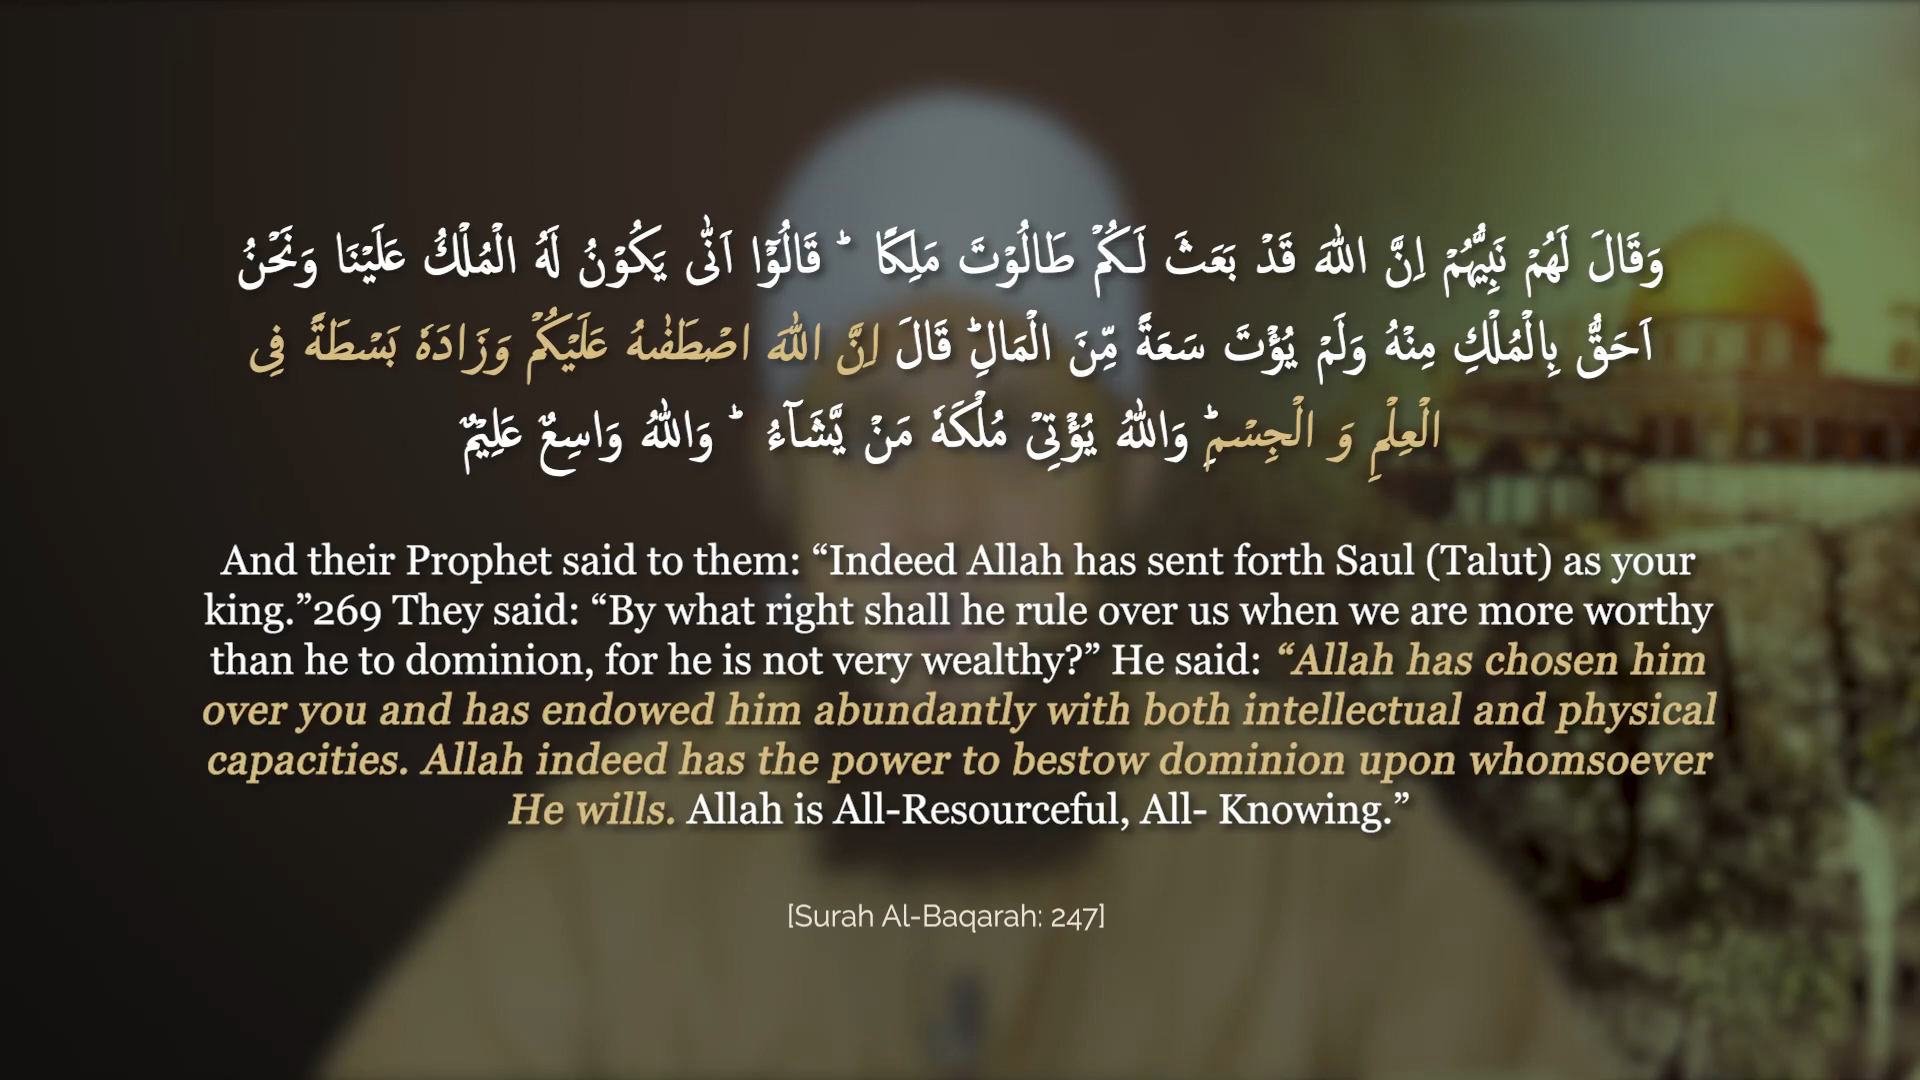 وَقَالَ لَهُمْ نَبِيُّهُمْ اِنَّ اللّٰهَ قَدْ بَعَثَ لَكُمْ طَالُوْتَ مَلِكًا ؕ قَالُوْٓا اَنّٰى يَكُوْنُ لَهُ الْمُلْكُ عَلَيْنَا وَنَحْنُ
اَحَقُّ بِالْمُلْكِ مِنْهُ وَلَمْ يُؤْتَ سَعَةً مِّنَ الْمَالِؕ قَالَ اِنَّ اللّٰهَ اصْطَفٰىهُ عَلَيْكُمْ وَزَادَهٗ بَسْطَةً فِى
الْعِلْمِ وَ الْجِسْمِؕ وَاللّٰهُ يُؤْتِىْ مُلْكَهٗ مَنْ يَّشَآءُ ؕ وَاللّٰهُ وَاسِعٌ عَلِيْمٌ
And their Prophet said to them: “Indeed Allah has sent forth Saul (Talut) as your
king.”269 They said: “By what right shall he rule over us when we are more worthy
than he to dominion, for he is not very wealthy?” He said: “Allah has chosen him
over you and has endowed him abundantly with both intellectual and physical
capacities. Allah indeed has the power to bestow dominion upon whomsoever
He wills. Allah is All-Resourceful, All- Knowing.”
[Surah Al-Baqarah: 247]